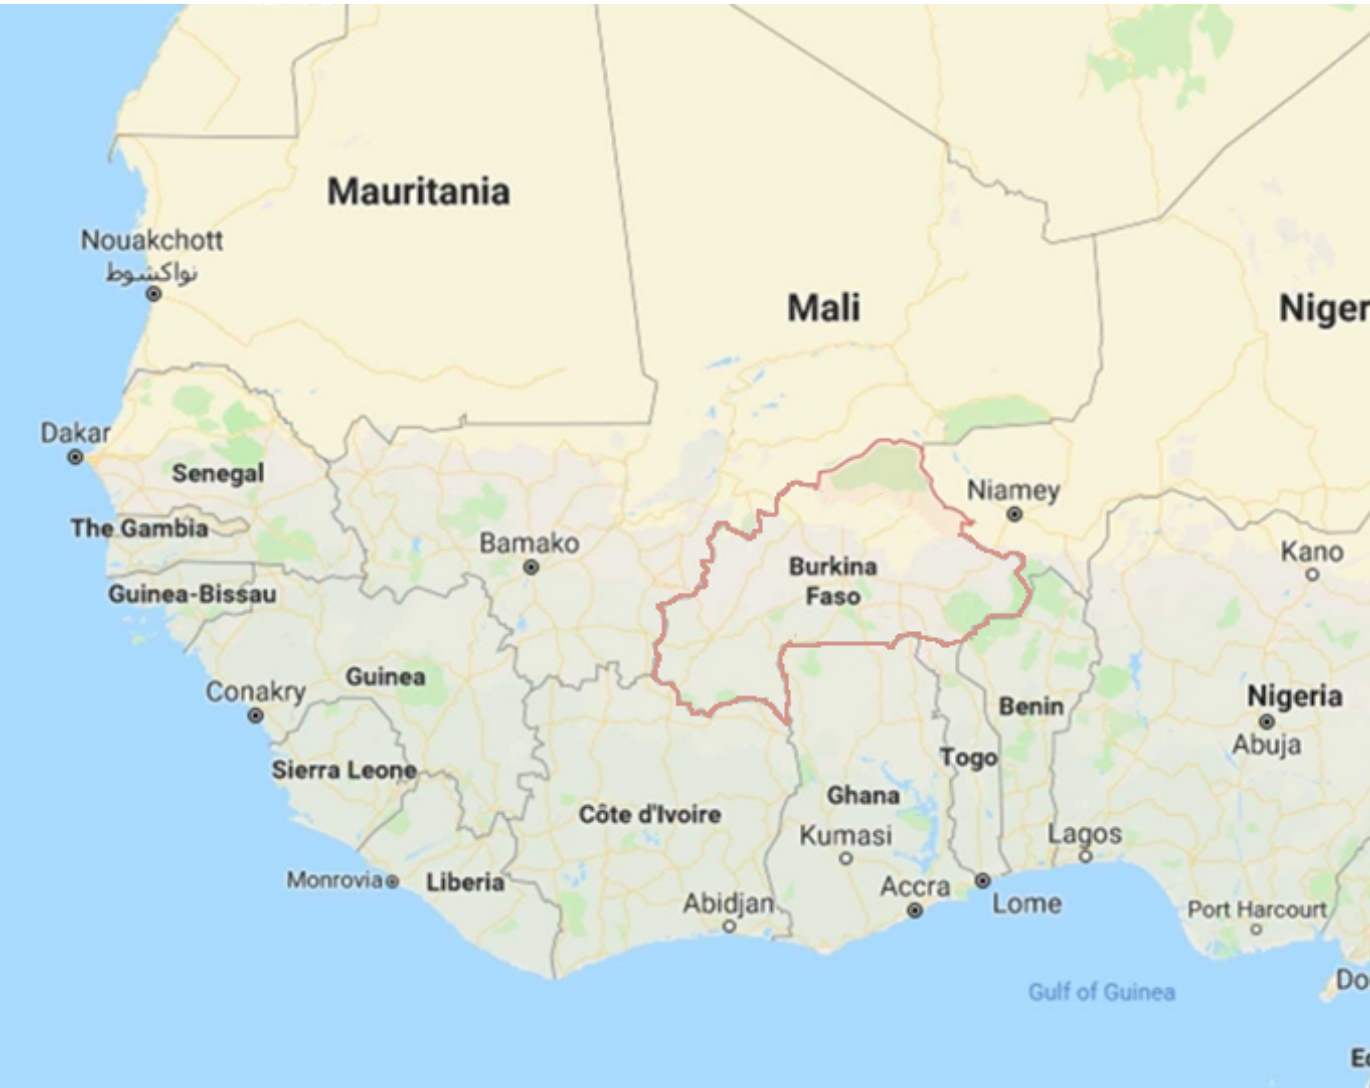 Mauritania
Nouakchott
نواكشوط
Mali
Niger
Dakar
Senegal
Niamey
The Gambia
Bamako
Kano
Burkina
Faso
Guinea-Bissau
Guinea
Conakry
Nigeria
Benin
Abuja
Togo
Sierra Leone
Ghana
Côte d'Ivoire
Kumasi
Lagos
Monrovia
Liberia
Accra
Abidjan
Lome
Port Harcourt
Do
Gulf of Guinea